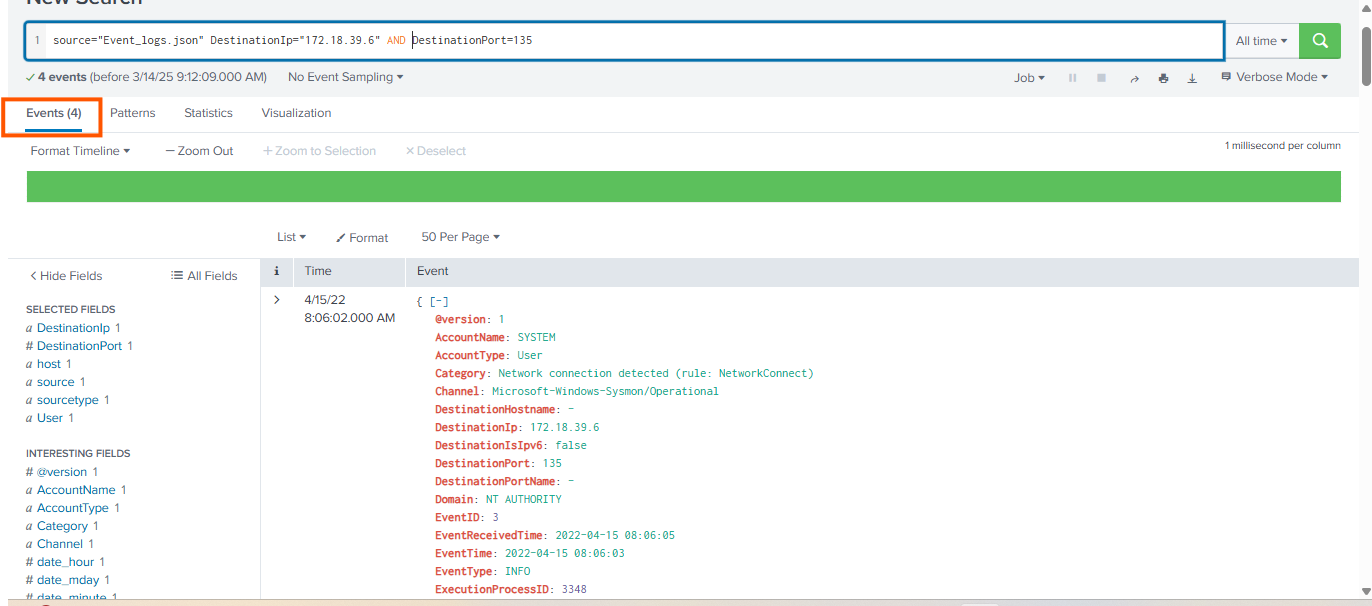 New Search
1 source="Event_logs.json" DestinationIp="172.18.39.6" AND DestinationPort=135
All time
4 events (before 3/14/25 9:12:09.000 AM) No Event Sampling
Job
Verbose Mode
Events (4) Patterns Statistics Visualization
Format Timeline — Zoom Out + Zoom to Selection × Deselect
1 millisecond per column
List Format 50 Per Page
< Hide Fields All Fields
SELECTED FIELDS
a DestinationIp 1
# DestinationPort 1
a host 1
a source 1
a sourcetype 1
a User 1
INTERESTING FIELDS
# @version 1
a AccountName 1
a AccountType 1
a Category 1
a Channel 1
# date_hour 1
# date_mday 1
# date_minute 1
i Time Event
> 4/15/22
8:06:02.000 AM
{ [-]
@version: 1
AccountName: SYSTEM
AccountType: User
Category: Network connection detected (rule: NetworkConnect)
Channel: Microsoft-Windows-Sysmon/Operational
DestinationHostname: -
DestinationIp: 172.18.39.6
DestinationIsIpv6: false
DestinationPort: 135
DestinationPortName: -
Domain: NT AUTHORITY
EventID: 3
EventReceivedTime: 2022-04-15 08:06:05
EventTime: 2022-04-15 08:06:03
EventType: INFO
ExecutionProcessID: 3348